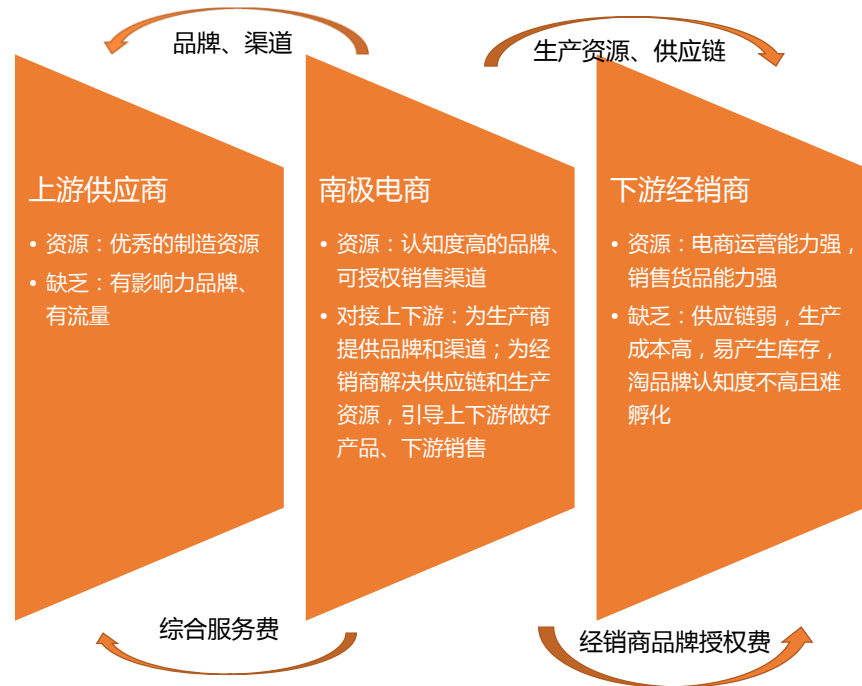 品牌、渠道
生产资源、供应链
上游供应商
• 资源：优秀的制造资源
• 缺乏：有影响力品牌、
有流量
南极电商
• 资源：认知度高的品牌、
可授权销售渠道
• 对接上下游：为生产商
提供品牌和渠道；为经
销商解决供应链和生产
资源，引导上下游做好
产品、下游销售
下游经销商
• 资源：电商运营能力强，
销售货品能力强
• 缺乏：供应链弱，生产
成本高，易产生库存，
淘品牌认知度不高且难
孵化
综合服务费
经销商品牌授权费